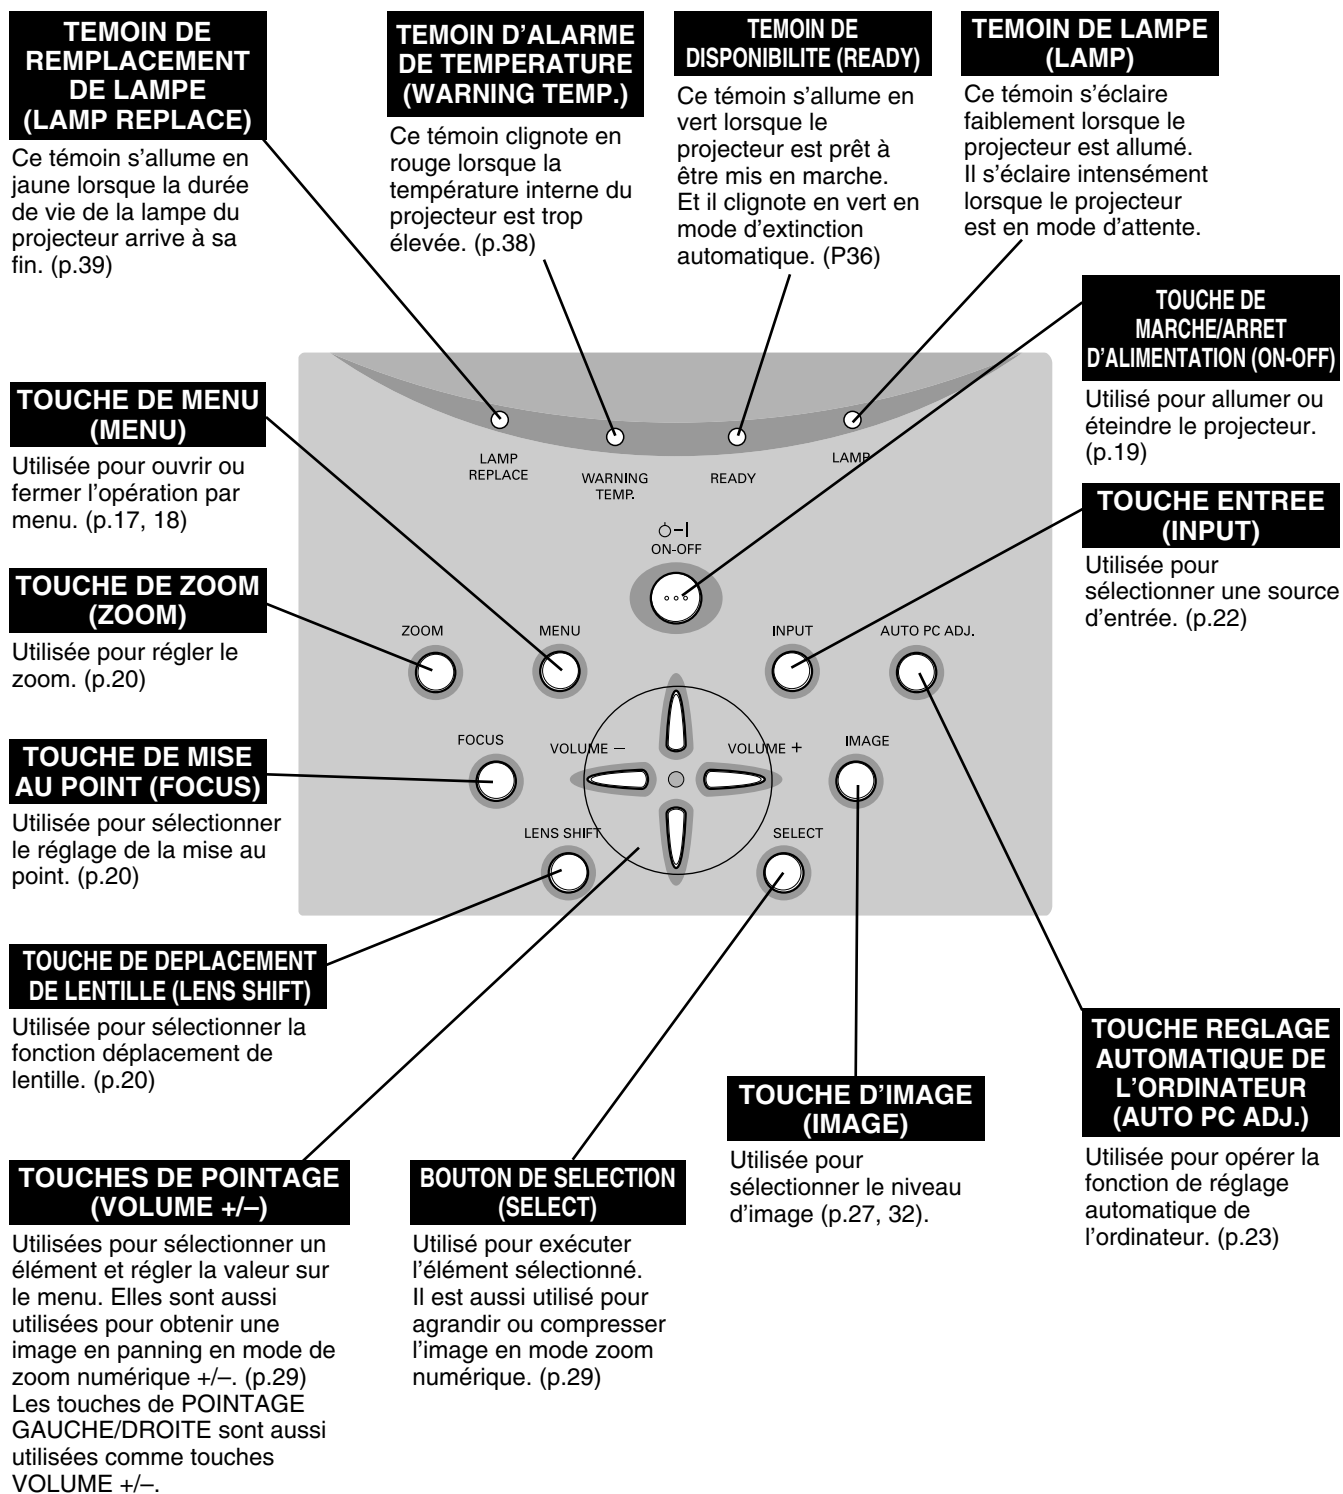 TEMOIN DE
REMPLACEMENT
DE LAMPE
(LAMP REPLACE)
Ce témoin s’allume en
jaune lorsque la durée
de vie de la lampe du
projecteur arrive à sa
fin. (p.39)
TEMOIN D’ALARME
DE TEMPERATURE
(WARNING TEMP.)
Ce témoin clignote en
rouge lorsque la
température interne du
projecteur est trop
élevée. (p.38)
TEMOIN DE
DISPONIBILITE (READY)
Ce témoin s’allume en
vert lorsque le
projecteur est prêt à
être mis en marche.
Et il clignote en vert en
mode d’extinction
automatique. (P36)
TEMOIN DE LAMPE
(LAMP)
Ce témoin s’éclaire
faiblement lorsque le
projecteur est allumé.
Il s’éclaire intensément
lorsque le projecteur
est en mode d’attente.
TOUCHE DE
MARCHE/ARRET
D’ALIMENTATION (ON-OFF)
Utilisé pour allumer ou
éteindre le projecteur.
(p.19)
TOUCHE DE MENU
(MENU)
Utilisée pour ouvrir ou
fermer l’opération par
menu. (p.17, 18)
TOUCHE ENTREE
(INPUT)
Utilisée pour
sélectionner une source
d’entrée. (p.22)
TOUCHE DE ZOOM
(ZOOM)
Utilisée pour régler le
zoom. (p.20)
TOUCHE DE MISE
AU POINT (FOCUS)
Utilisée pour sélectionner
le réglage de la mise au
point. (p.20)
LAMP
REPLACE
WARNING
TEMP.
READY
LAMP
ON-OFF
ZOOM
MENU
INPUT
AUTO PC ADJ.
FOCUS
VOLUME –
VOLUME +
IMAGE
LENS SHIFT
SELECT
TOUCHE DE DEPLACEMENT
DE LENTILLE (LENS SHIFT)
Utilisée pour sélectionner la
fonction déplacement de
lentille. (p.20)
TOUCHES DE POINTAGE
(VOLUME +/–)
Utilisées pour sélectionner un
élément et régler la valeur sur
le menu. Elles sont aussi
utilisées pour obtenir une
image en panning en mode de
zoom numérique +/–. (p.29)
Les touches de POINTAGE
GAUCHE/DROITE sont aussi
utilisées comme touches
VOLUME +/–.
BOUTON DE SELECTION
(SELECT)
Utilisé pour exécuter
l’élément sélectionné.
Il est aussi utilisé pour
agrandir ou compresser
l’image en mode zoom
numérique. (p.29)
TOUCHE D’IMAGE
(IMAGE)
Utilisée pour
sélectionner le niveau
d’image (p.27, 32).
TOUCHE REGLAGE
AUTOMATIQUE DE
L’ORDINATEUR
(AUTO PC ADJ.)
Utilisée pour opérer la
fonction de réglage
automatique de
l’ordinateur. (p.23)